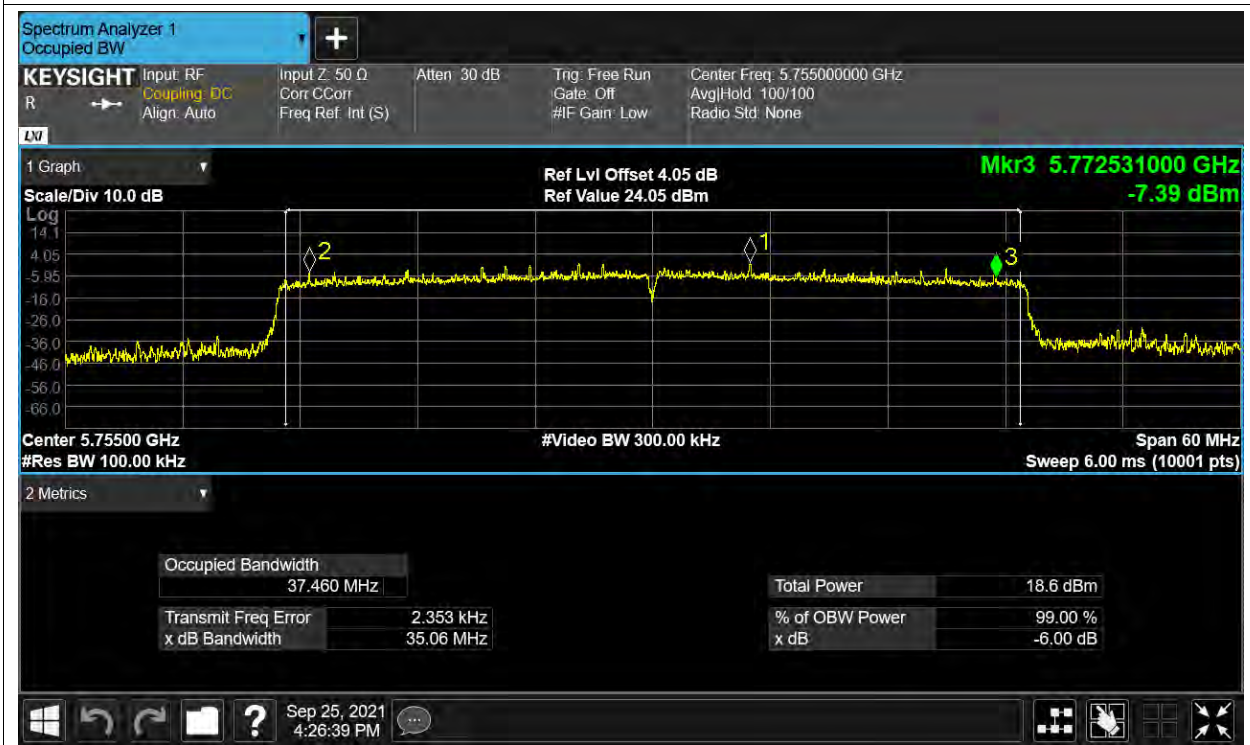 Spectrum Analyzer 1
Occupied BW
+
KEYSIGHT Input: RF Input Z: 50 Ω Atten: 30 dB Trig: Free Run Center Freq: 5.755000000 GHz
R Coupling: DC Corr CCorr Gate: Off Avg|Hold: 100/100
Align: Auto Freq Ref: Int (S) #IF Gain: Low Radio Std: None
LXI
1 Graph Ref Lvl Offset 4.05 dB Mkr3 5.772531000 GHz
Scale/Div 10.0 dB Ref Value 24.05 dBm -7.39 dBm
Log
14.1
4.05
-5.95
-16.0
-26.0
-36.0
-46.0
-56.0
-66.0
2
1
3
Center 5.75500 GHz #Video BW 300.00 kHz Span 60 MHz
#Res BW 100.00 kHz Sweep 6.00 ms (10001 pts)
2 Metrics
Occupied Bandwidth
37.460 MHz Total Power 18.6 dBm
Transmit Freq Error 2.353 kHz % of OBW Power 99.00 %
x dB Bandwidth 35.06 MHz x dB -6.00 dB
? Sep 25, 2021
4:26:39 PM